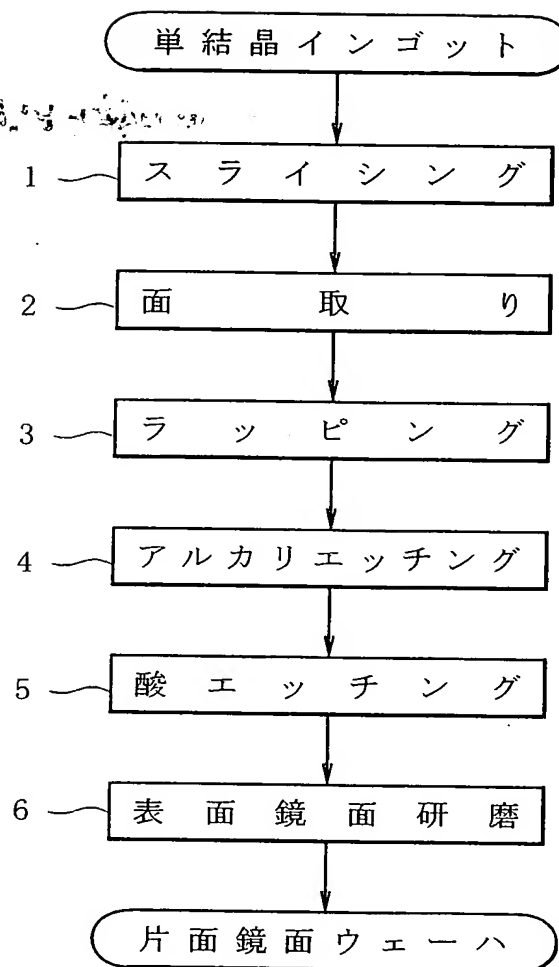 単結晶インゴット
1 スライシング
2 面取り
3 ラッピング
4 アルカリエッチング
5 酸エッチング
6 表面鏡面研磨
片面鏡面ウェーハ